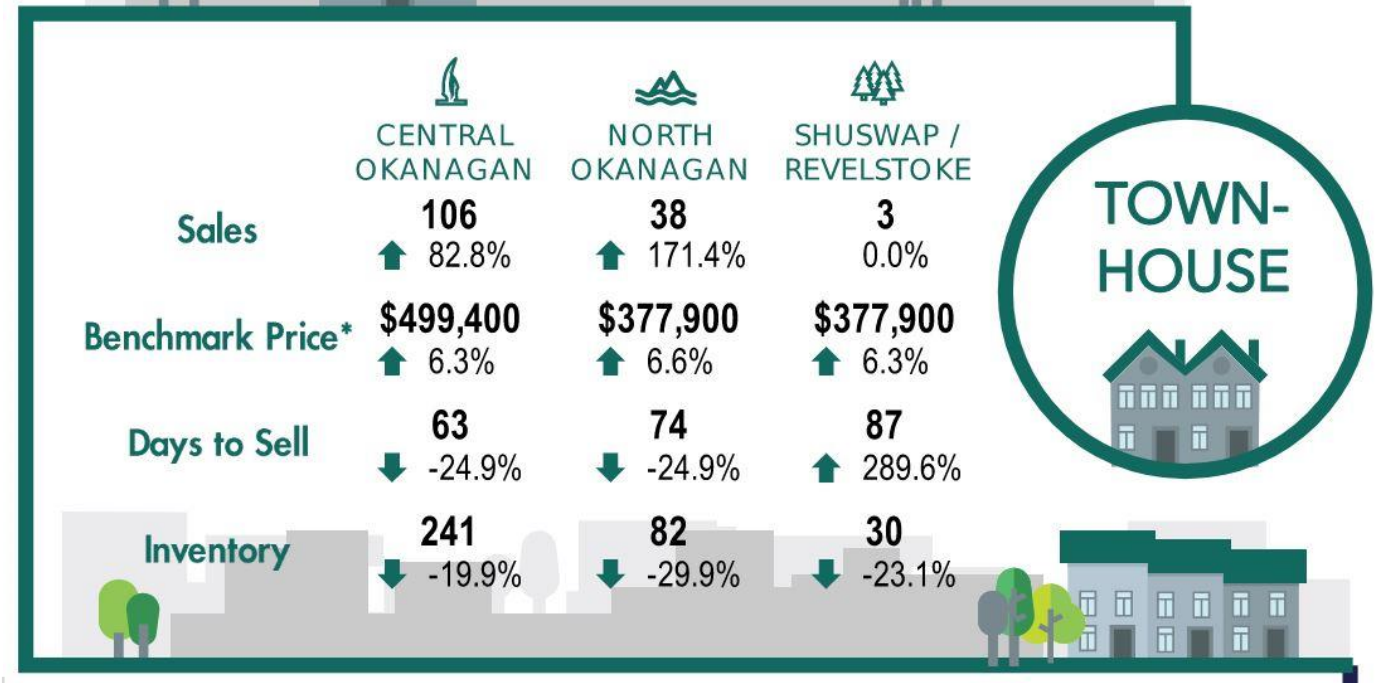 CENTRAL OKANAGAN
NORTH OKANAGAN
SHUSWAP / REVELSTOKE
TOWN-
HOUSE
Sales
106
82.8%
38
171.4%
3
0.0%
Benchmark Price*
$499,400
6.3%
$377,900
6.6%
$377,900
6.3%
Days to Sell
63
-24.9%
74
-24.9%
87
289.6%
Inventory
241
-19.9%
82
-29.9%
30
-23.1%